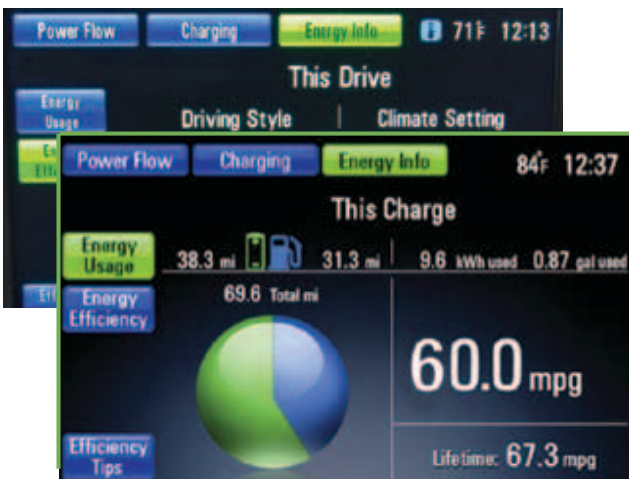 Power Flow Charging Energy Info 71°F 12:13
This Drive
Energy
Usage
Driving Style Climate Setting
Power Flow Charging Energy Info 84°F 12:37
This Charge
Energy
Usage
38.3 mi 31.3 mi 9.6 kWh used 0.87 gal used
Energy
Efficiency
69.6 Total mi
60.0 mpg
Efficiency
Tips
Lifetime: 67.3 mpg